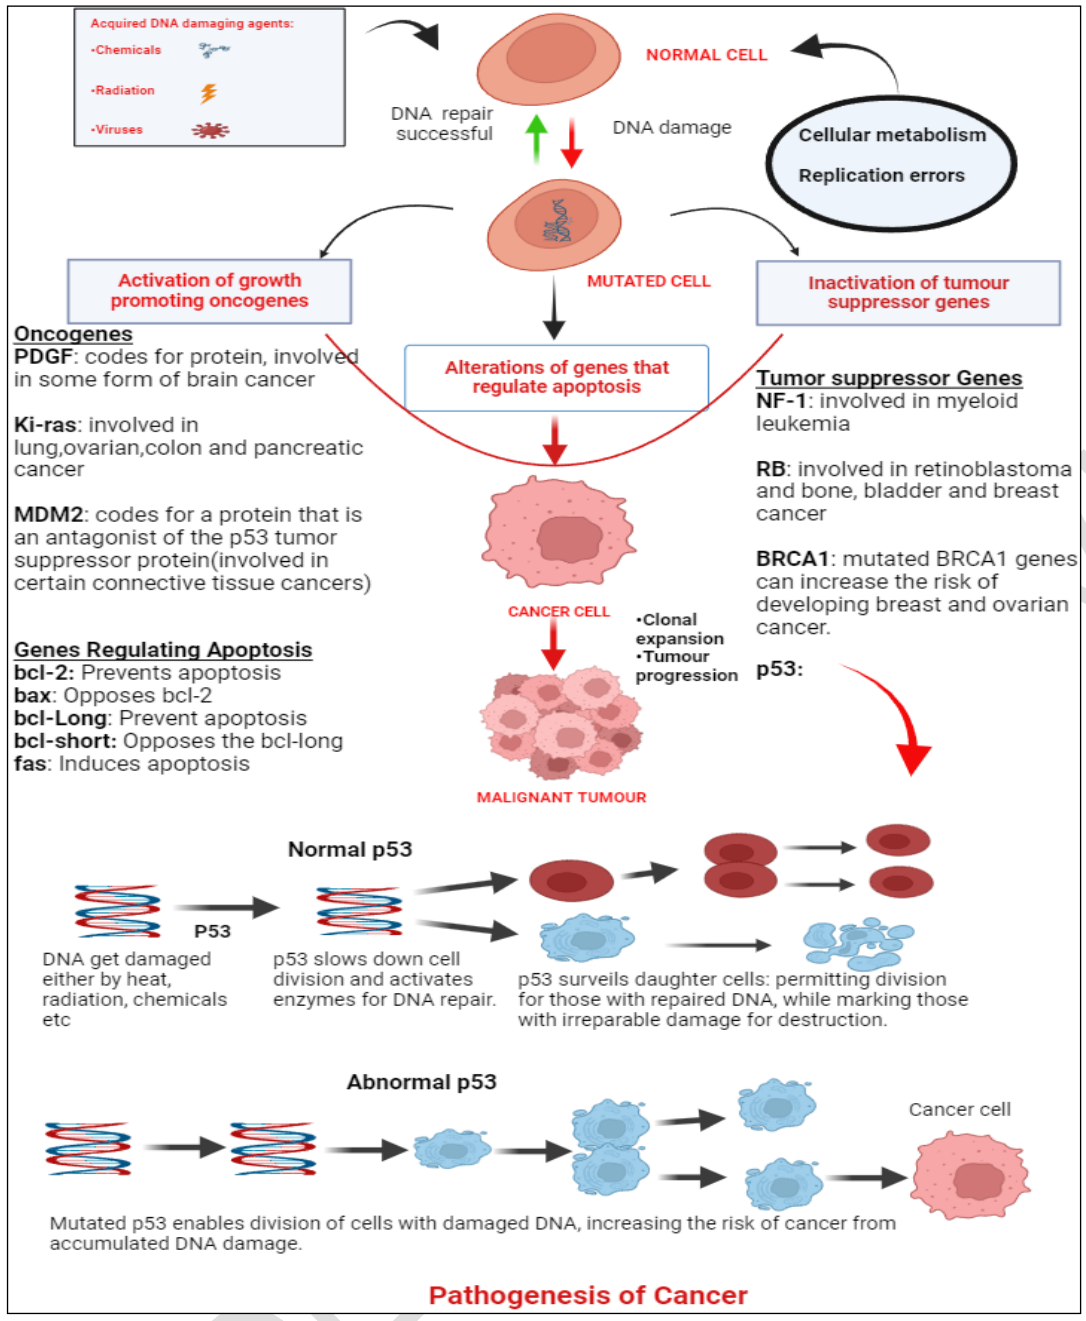 Acquired DNA damaging agents:
•Chemicals
•Radiation
•Viruses
NORMAL CELL
DNA repair
successful
DNA damage
Cellular metabolism
Replication errors
MUTATED CELL
Activation of growth
promoting oncogenes
Inactivation of tumour
suppressor genes
Alterations of genes that
regulate apoptosis
Oncogenes
PDGF: codes for protein, involved
in some form of brain cancer
Ki-ras: involved in
lung,ovarian,colon and pancreatic
cancer
MDM2: codes for a protein that is
an antagonist of the p53 tumor
suppressor protein(involved in
certain connective tissue cancers)
Genes Regulating Apoptosis
bcl-2: Prevents apoptosis
bax: Opposes bcl-2
bcl-Long: Prevent apoptosis
bcl-short: Opposes the bcl-long
fas: Induces apoptosis
Tumor suppressor Genes
NF-1: involved in myeloid
leukemia
RB: involved in retinoblastoma
and bone, bladder and breast
cancer
BRCA1: mutated BRCA1 genes
can increase the risk of
developing breast and ovarian
cancer.
p53:
CANCER CELL
•Clonal
expansion
•Tumour
progression
MALIGNANT TUMOUR
Normal p53
P53
DNA get damaged
either by heat,
radiation, chemicals
etc
p53 slows down cell
division and activates
enzymes for DNA repair.
p53 surveils daughter cells: permitting division
for those with repaired DNA, while marking those
with irreparable damage for destruction.
Abnormal p53
Cancer cell
Mutated p53 enables division of cells with damaged DNA, increasing the risk of cancer from
accumulated DNA damage.
Pathogenesis of Cancer